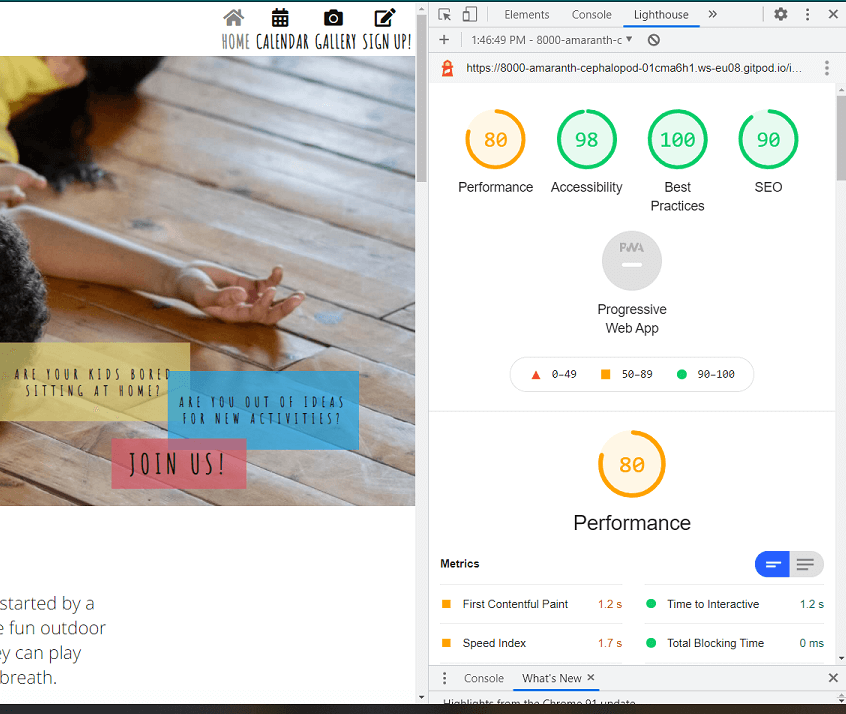 HOME CALENDAR GALLERY SIGN UP!
ARE YOUR KIDS BORED
SITTING AT HOME?
ARE YOU OUT OF IDEAS
FOR NEW ACTIVITIES?
JOIN US!
started by a
e fun outdoor
ey can play
breath.
Elements Console Lighthouse »
+ 1:46:49 PM - 8000-amaranth-c
https://8000-amaranth-cephalopod-01cma6h1.ws-eu08.gitpod.io/i...
80 98 100 90
Performance Accessibility Best Practices SEO
PWA
Progressive
Web App
0–49 50–89 90–100
80
Performance
Metrics
First Contentful Paint 1.2 s Time to Interactive 1.2 s
Speed Index 1.7 s Total Blocking Time 0 ms
Console What's New ×
Highlights from the Chrome 91 update